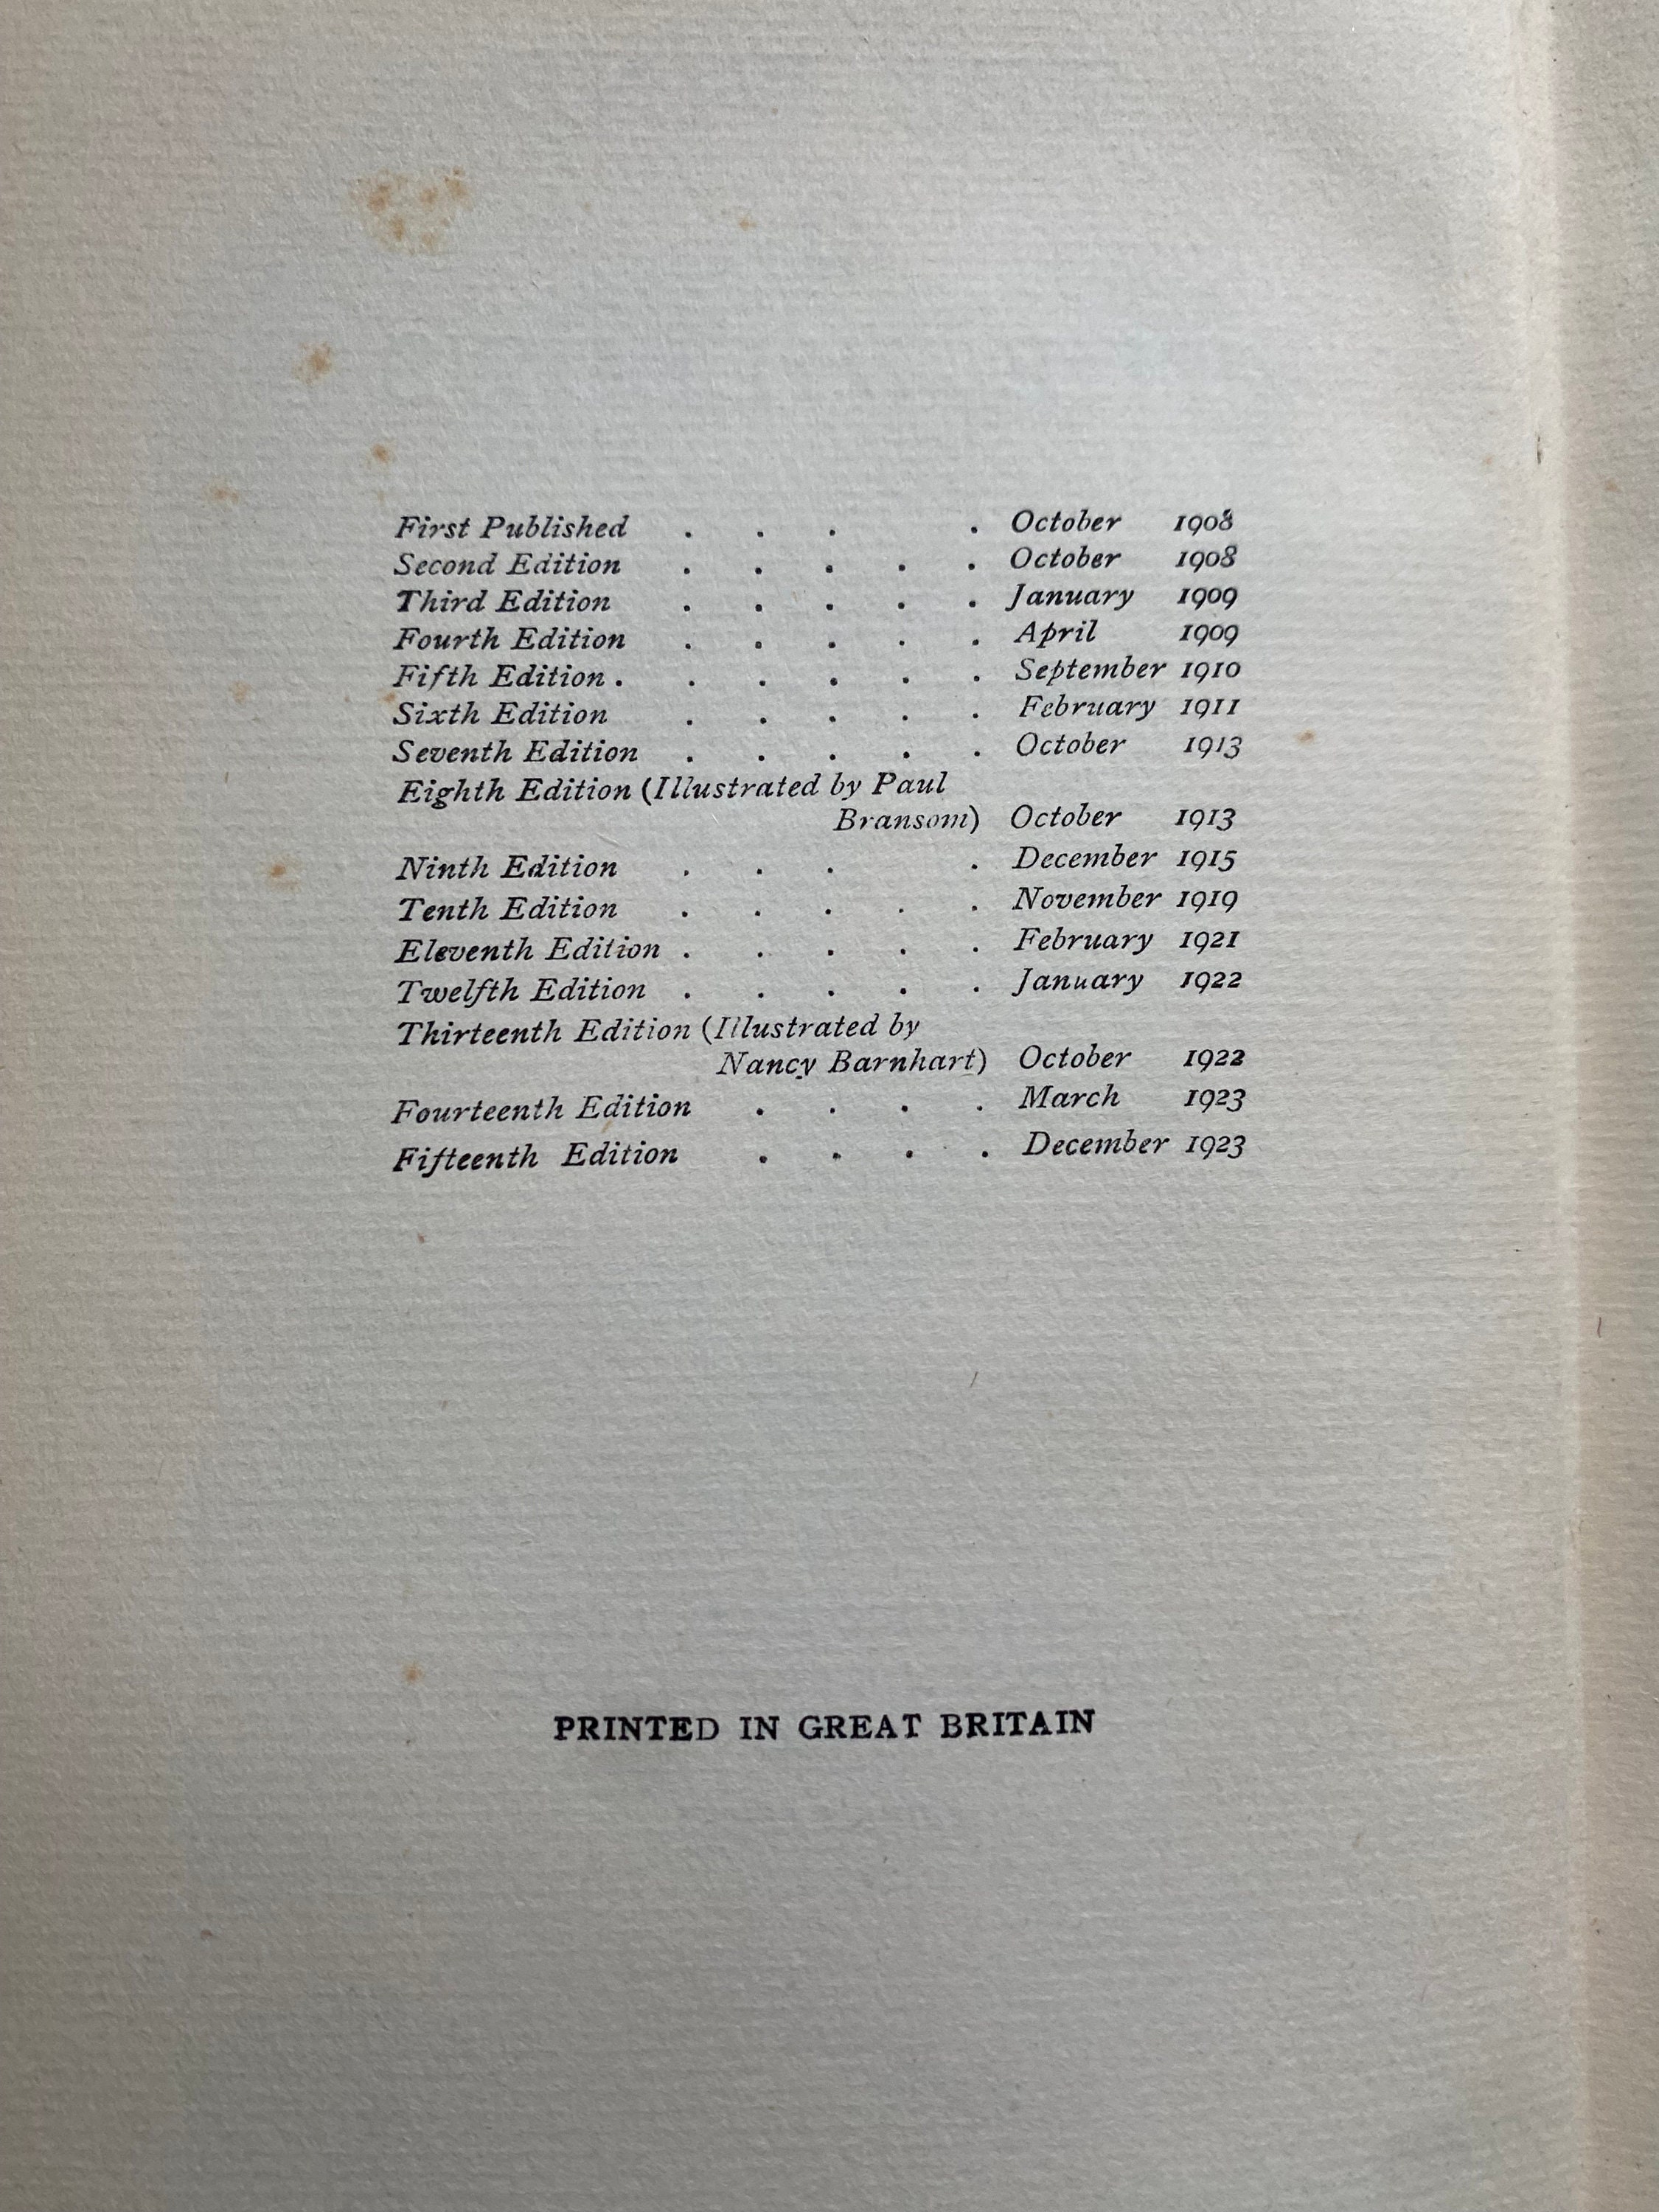 First Published . . . . October 1908
Second Edition . . . . . October 1908
Third Edition . . . . . January 1909
Fourth Edition . . . . . April 1909
Fifth Edition . . . . . . September 1910
Sixth Edition . . . . . February 1911
Seventh Edition . . . . . October 1913
Eighth Edition (Illustrated by Paul
Bransom) October 1913
Ninth Edition . . . . December 1915
Tenth Edition . . . . . November 1919
Eleventh Edition . . . . . February 1921
Twelfth Edition . . . . . January 1922
Thirteenth Edition (Illustrated by
Nancy Barnhart) October 1922
Fourteenth Edition . . . . March 1923
Fifteenth Edition . . . . December 1923
PRINTED IN GREAT BRITAIN